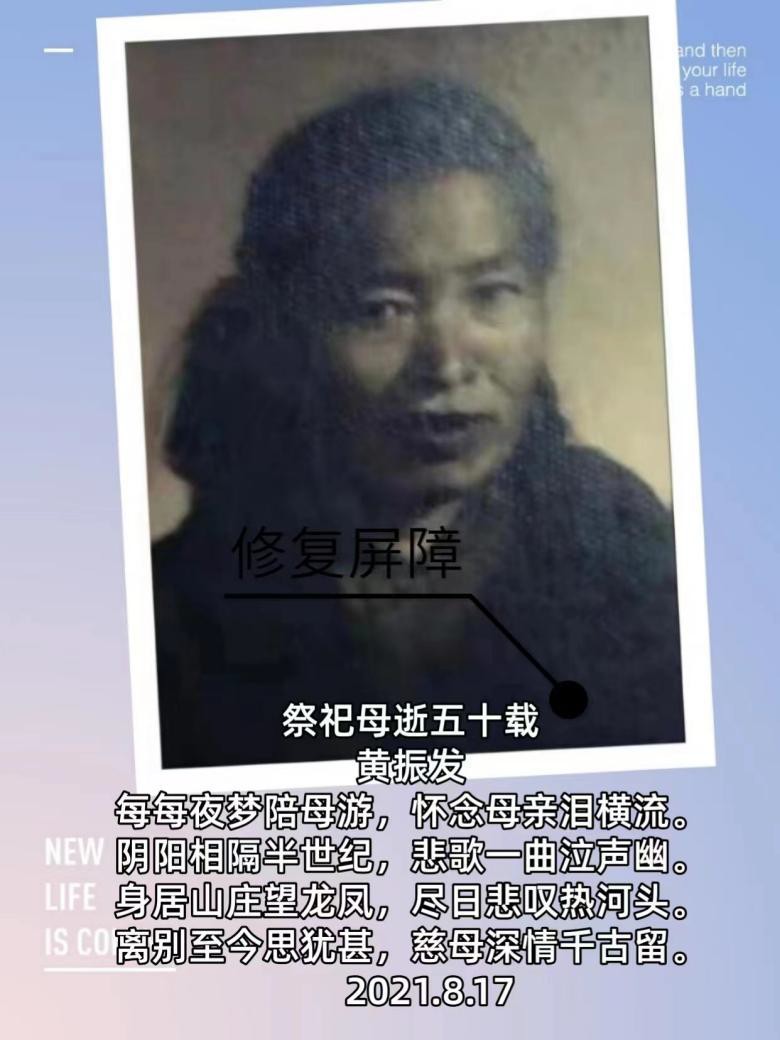 and then
your life
s a hand
修复屏障
祭祀母逝五十载
黄振发
每每夜梦陪母游，怀念母亲泪横流。
阴阳相隔半世纪，悲歌一曲泣声幽。
身居山庄望龙凤，尽日悲叹热河头。
离别至今思犹甚，慈母深情千古留。
2021.8.17
NEW
LIFE
IS CO